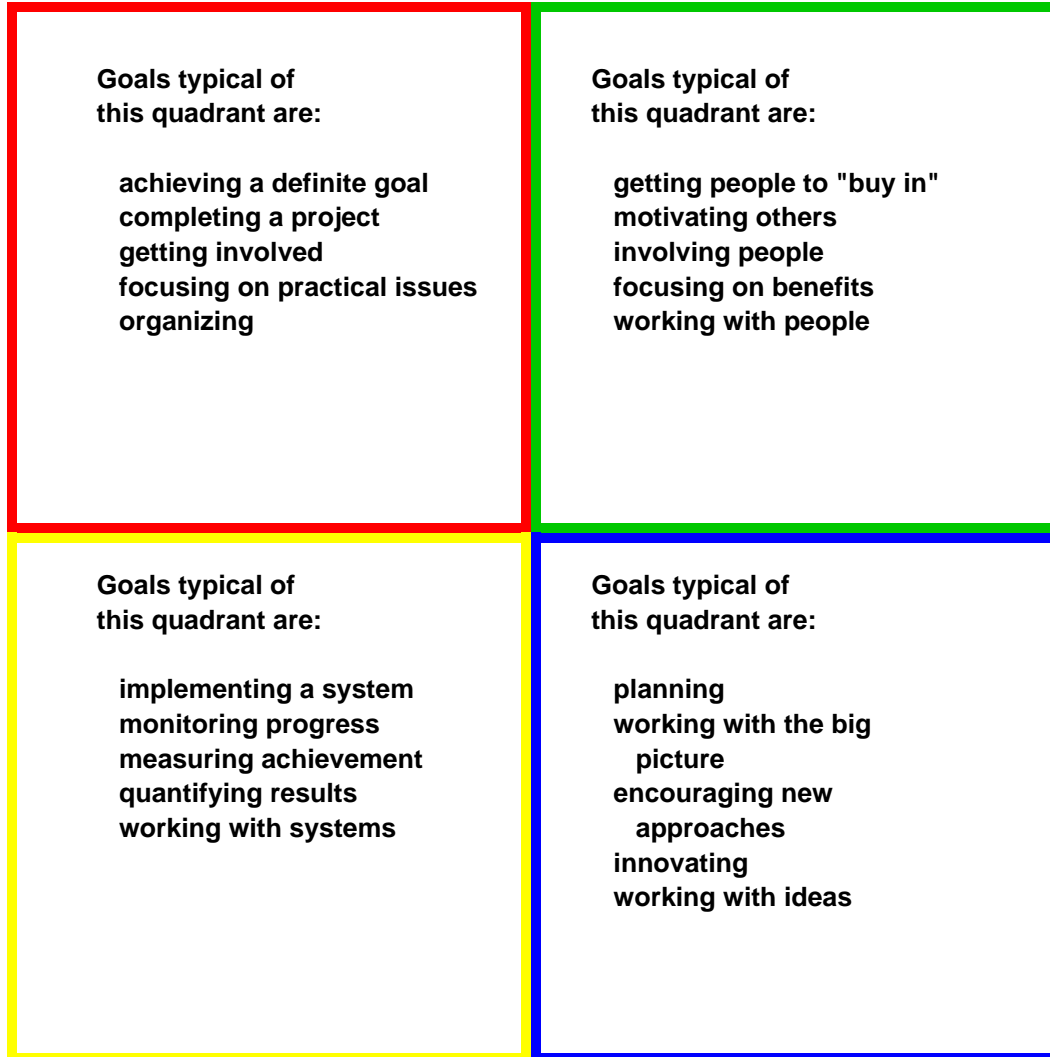 Goals typical of
this quadrant are:
achieving a definite goal
completing a project
getting involved
focusing on practical issues
organizing
Goals typical of
this quadrant are:
getting people to "buy in"
motivating others
involving people
focusing on benefits
working with people
Goals typical of
this quadrant are:
implementing a system
monitoring progress
measuring achievement
quantifying results
working with systems
Goals typical of
this quadrant are:
planning
working with the big
picture
encouraging new
approaches
innovating
working with ideas